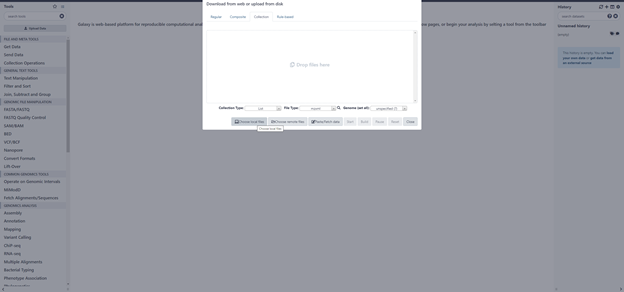 Tools
search tools
Upload Data
FILE AND META TOOLS
Get Data
Send Data
Collection Operations
GENERAL TEXT TOOLS
Text Manipulation
Filter and Sort
Join, Subtract and Group
GENOMIC FILE MANIPULATION
FASTA/FASTQ
FASTQ Quality Control
SAM/BAM
BED
VCF/BCF
Nanopore
Convert Formats
Lift-Over
COMMON GENOMICS TOOLS
Operate on Genomic Intervals
Fetch Alignments/Sequences
GENOMICS ANALYSIS
Assembly
Annotation
Mapping
Variant Calling
ChIP-seq
RNA-seq
Multiple Alignments
Bacterial Typing
Phenotype Association
Galaxy is web-based platform for reproducible computational
pages, or begin your analysis by selecting a tool from the toolbar
Download from web or upload from disk
Regular Composite Collection Rule-based
Drop files here
Collection Type: List File Type: Genome (set all): unspecified (?)
Choose local files Choose remote files Paste/Fetch data Start Build Pause Reset Close
Choose local files
History
search datasets
Unnamed history
This history is empty. You can
load your own data or get data from
an external source.